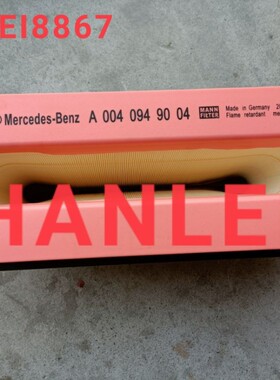 EI8867
Mercedes-Benz A 004 094 90 04 MANN FILTER Made in Germany
Flame retardant
HANLE